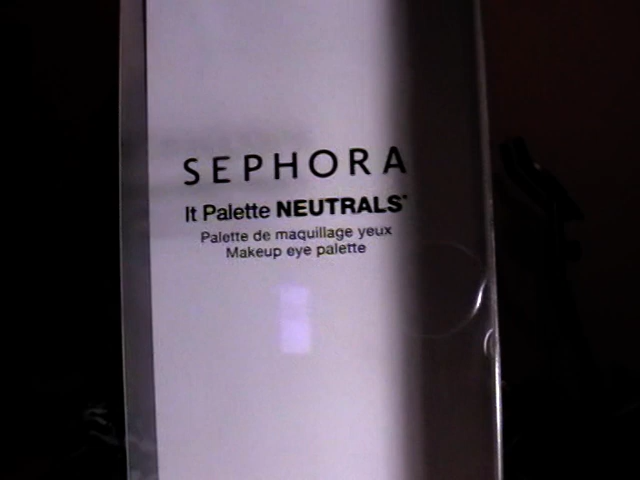 SEPHORA
It Palette NEUTRALS*
Palette de maquillage yeux
Makeup eye palette